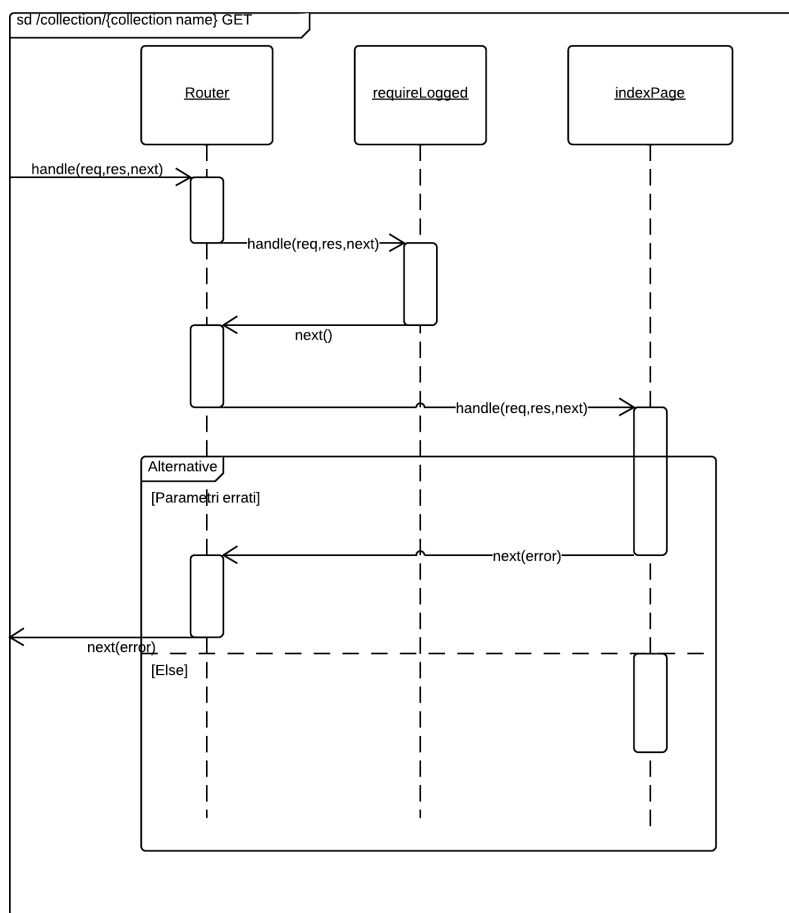 sd /collection/{collection name} GET
Router
requireLogged
indexPage
handle(req,res,next)
handle(req,res,next)
next()
handle(req,res,next)
Alternative
[Parametri errati]
next(error)
next(error)
[Else]